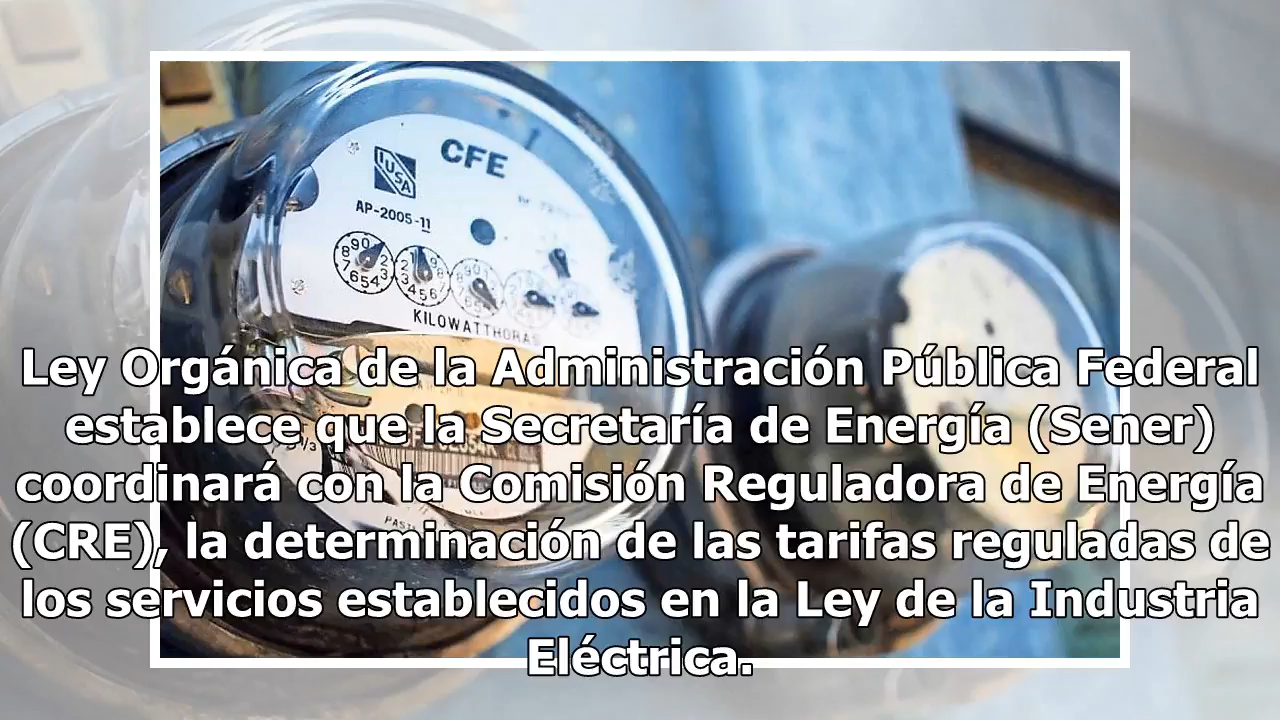 CFE
IUSA
AP-2005-11
KILOWATTHORAS
Ley Orgánica de la Administración Pública Federal
establece que la Secretaría de Energía (Sener)
coordinará con la Comisión Reguladora de Energía
(CRE), la determinación de las tarifas reguladas de
los servicios establecidos en la Ley de la Industria
Eléctrica.